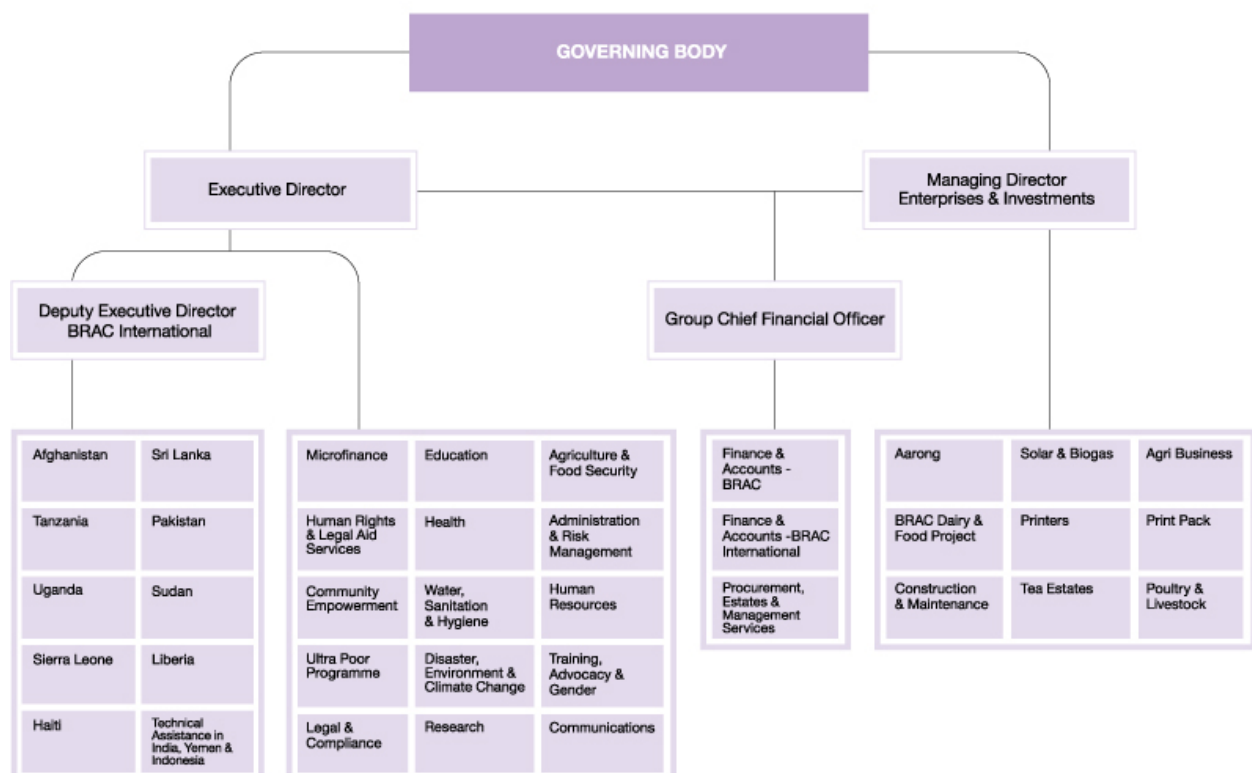 GOVERNING BODY
Executive Director
Managing Director
Enterprises & Investments
Deputy Executive Director
BRAC International
Group Chief Financial Officer
Afghanistan
Sri Lanka
Tanzania
Pakistan
Uganda
Sudan
Sierra Leone
Liberia
Haiti
Technical
Assistance in
India, Yemen &
Indonesia
Microfinance
Education
Agriculture &
Food Security
Human Rights
& Legal Aid
Services
Health
Administration
& Risk
Management
Community
Empowerment
Water,
Sanitation
& Hygiene
Human
Resources
Ultra Poor
Programme
Disaster,
Environment &
Climate Change
Training,
Advocacy &
Gender
Legal &
Compliance
Research
Communications
Finance &
Accounts -
BRAC
Finance &
Accounts -BRAC
International
Procurement,
Estates &
Management
Services
Aarong
Solar & Biogas
Agri Business
BRAC Dairy &
Food Project
Printers
Print Pack
Construction
& Maintenance
Tea Estates
Poultry &
Livestock